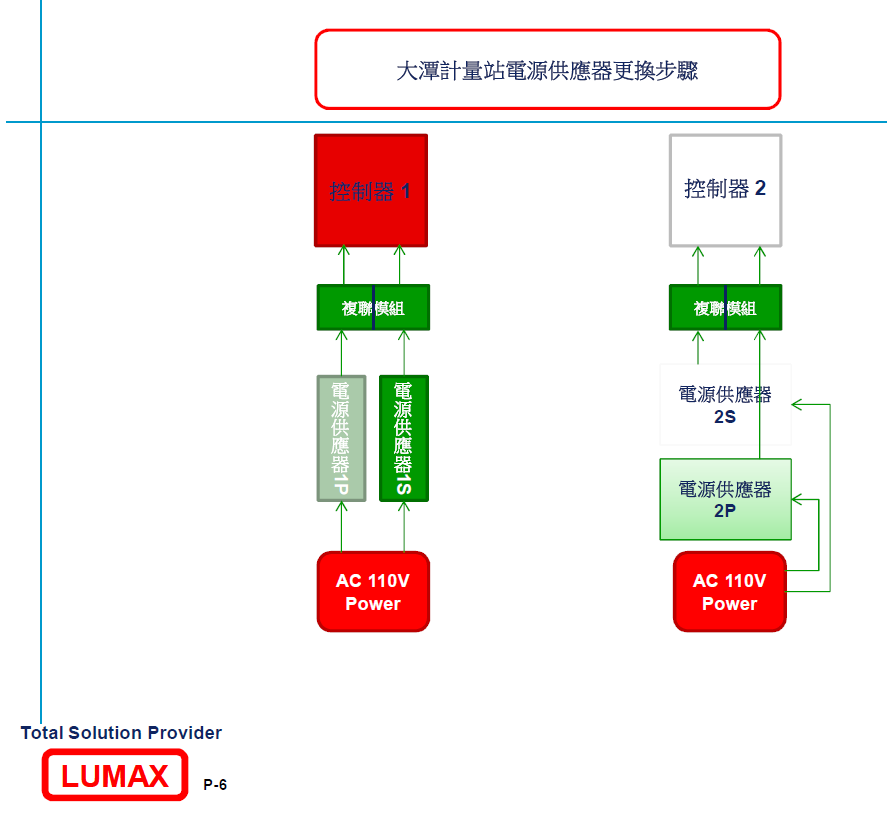 大潭計量站電源供應器更換步驟
控制器 1
控制器 2
複聯模組
複聯模組
電源供應器1P
電源供應器1S
電源供應器
2S
電源供應器
2P
AC 110V
Power
AC 110V
Power
Total Solution Provider
LUMAX
P-6